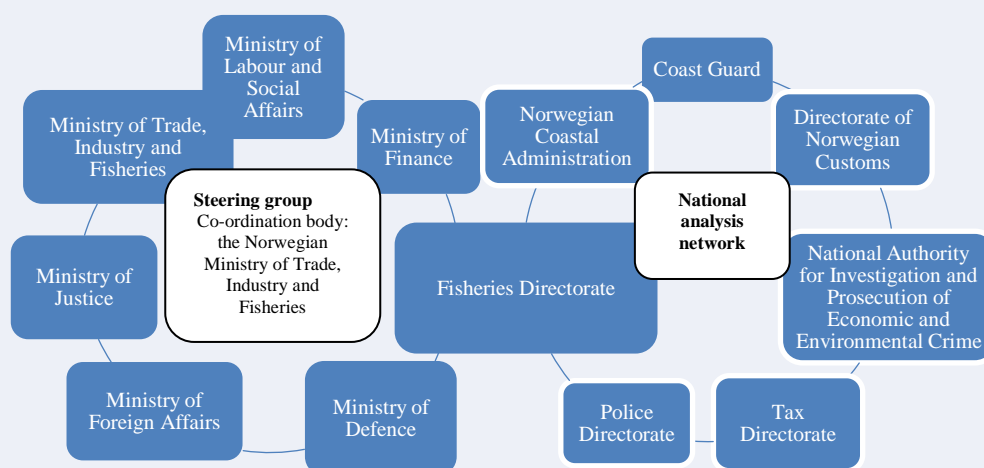 Ministry of
Labour and
Social
Affairs
Ministry of Trade,
Industry and
Fisheries
Ministry of
Finance
Steering group
Co-ordination body:
the Norwegian
Ministry of Trade,
Industry and
Fisheries
Ministry of
Justice
Ministry of
Foreign Affairs
Ministry of
Defence
Fisheries Directorate
Coast Guard
Norwegian
Coastal
Administration
Directorate of
Norwegian
Customs
National
analysis
network
National Authority
for Investigation and
Prosecution of
Economic and
Environmental Crime
Police
Directorate
Tax
Directorate